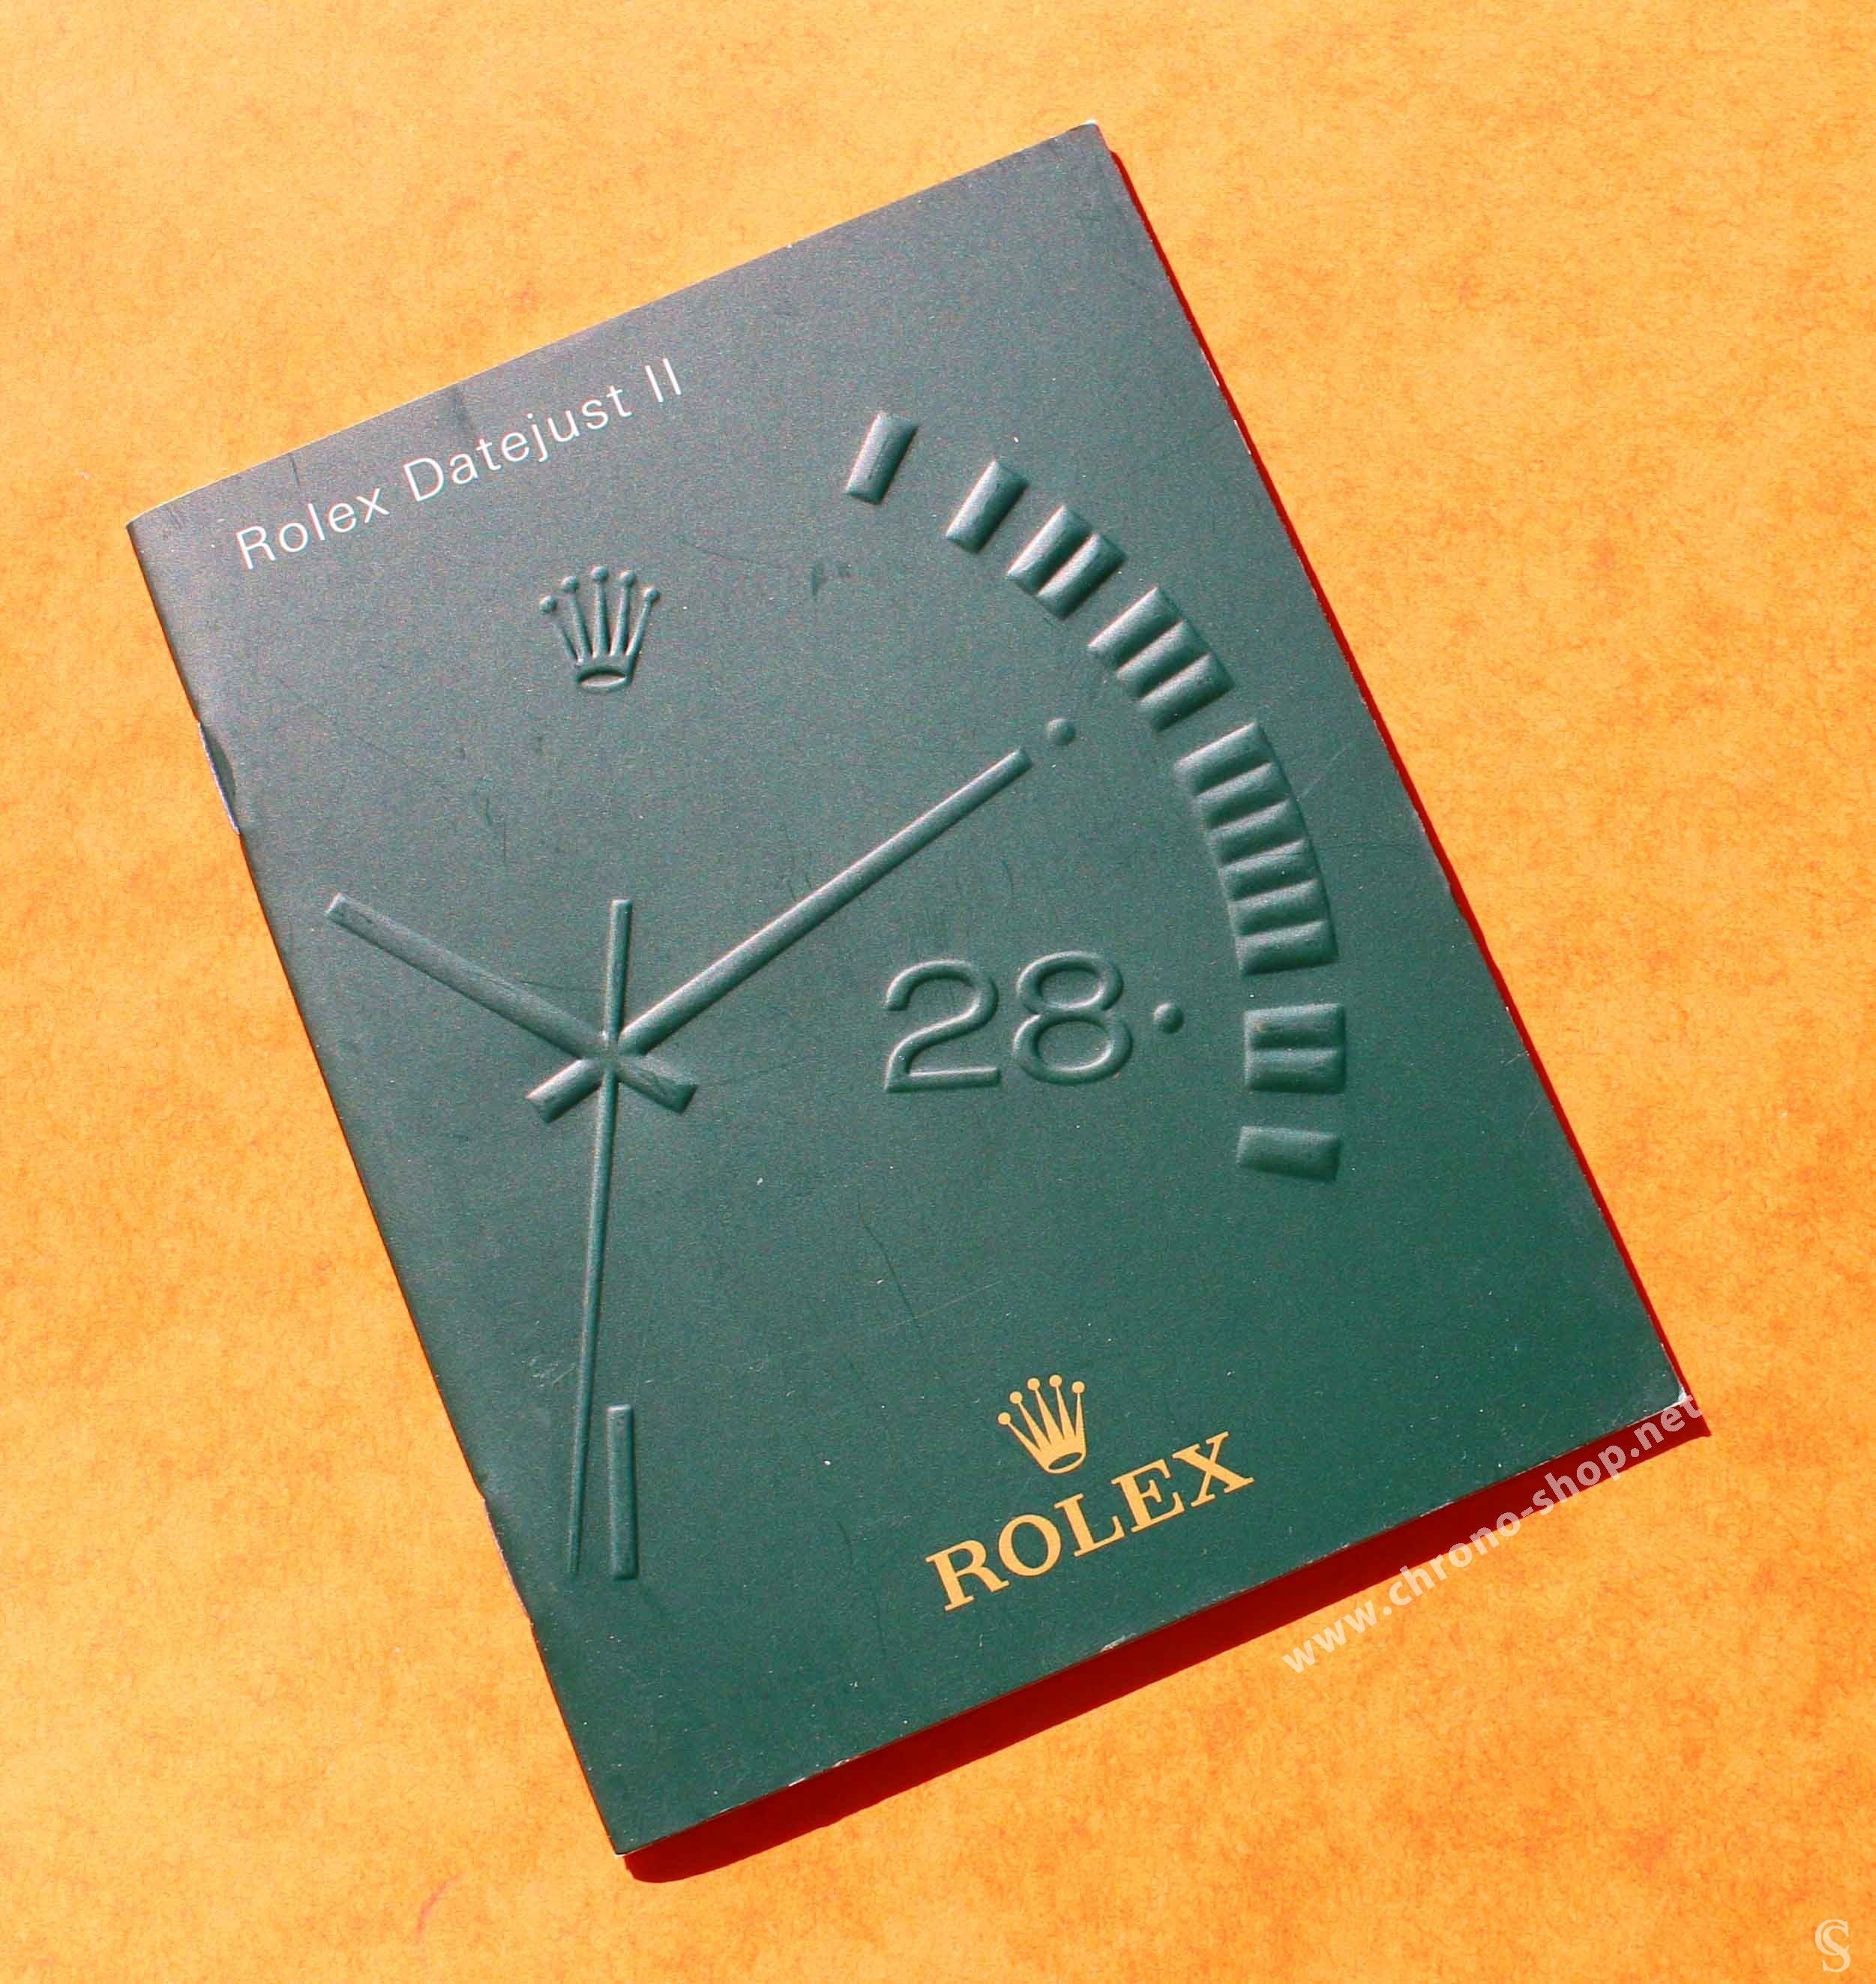 Rolex Datejust II
28
ROLEX
www.chrono-shop.net
S